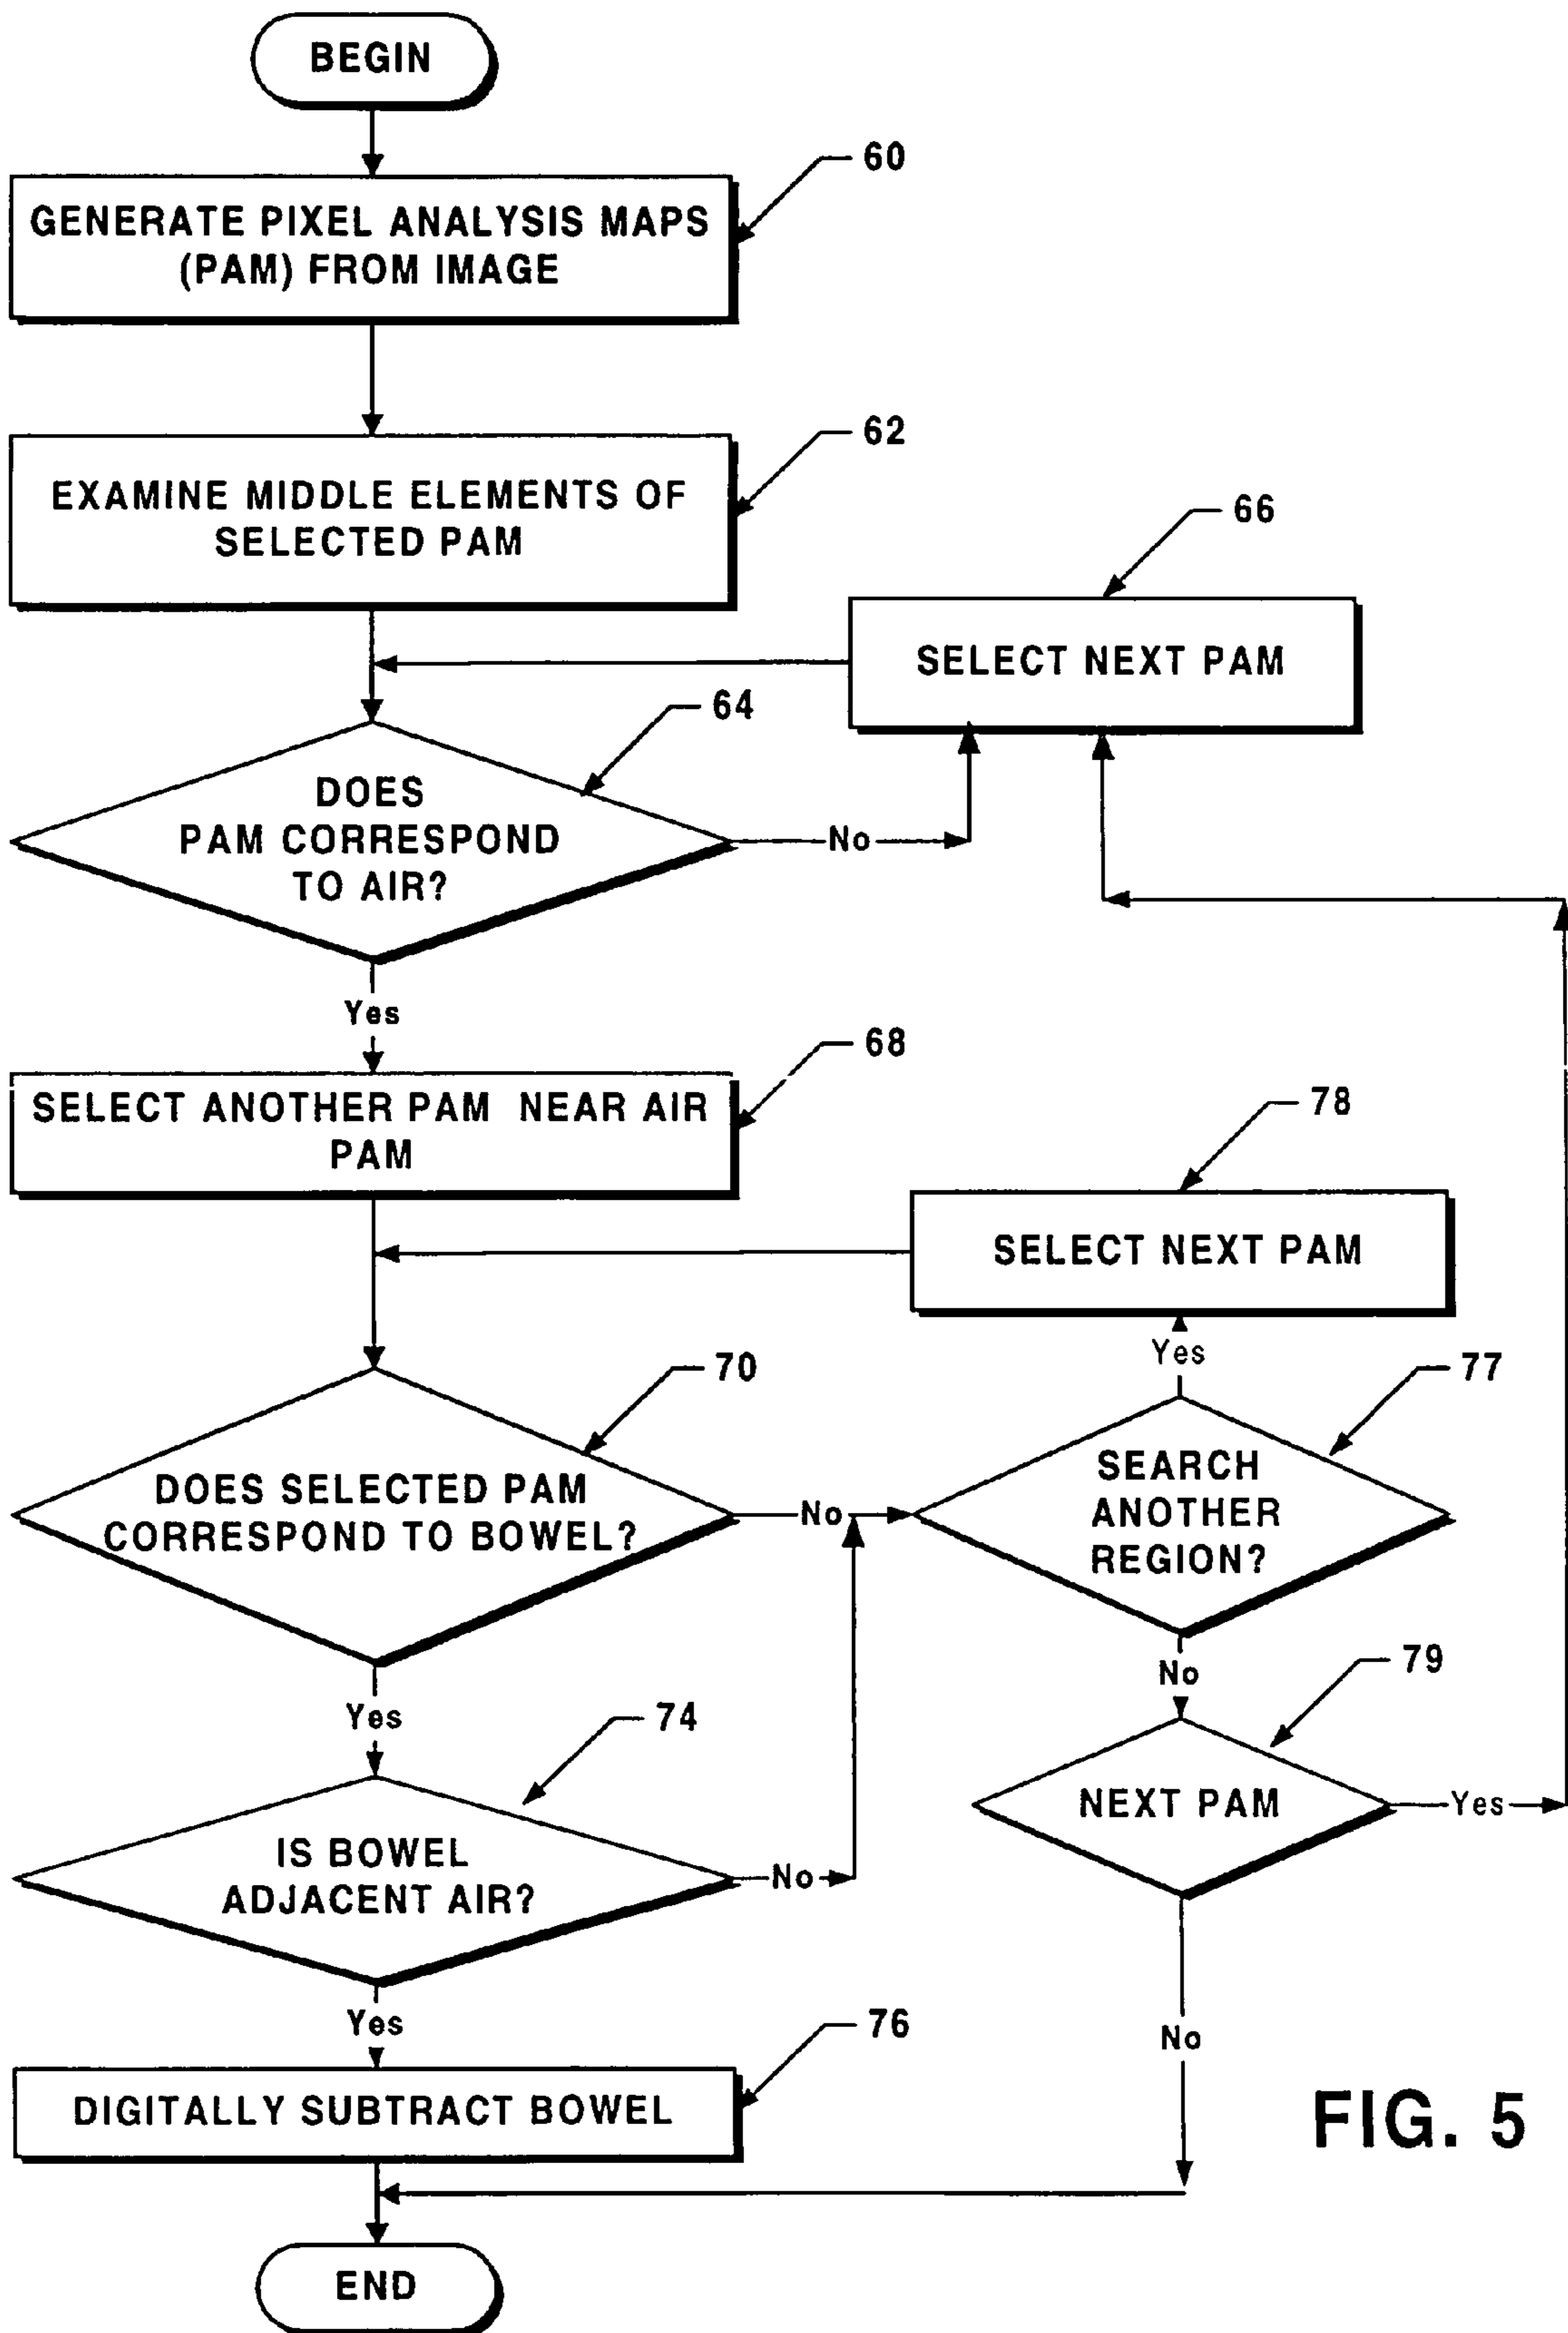 BEGIN
60
GENERATE PIXEL ANALYSIS MAPS
(PAM) FROM IMAGE
62
EXAMINE MIDDLE ELEMENTS OF
SELECTED PAM
66
SELECT NEXT PAM
64
DOES
PAM CORRESPOND
TO AIR?
No
Yes
68
SELECT ANOTHER PAM NEAR AIR
PAM
78
SELECT NEXT PAM
Yes
70
77
DOES SELECTED PAM
CORRESPOND TO BOWEL?
No
SEARCH
ANOTHER
REGION?
No
79
Yes
74
NEXT PAM
Yes
IS BOWEL
ADJACENT AIR?
No
Yes
76
No
DIGITALLY SUBTRACT BOWEL
FIG. 5
END